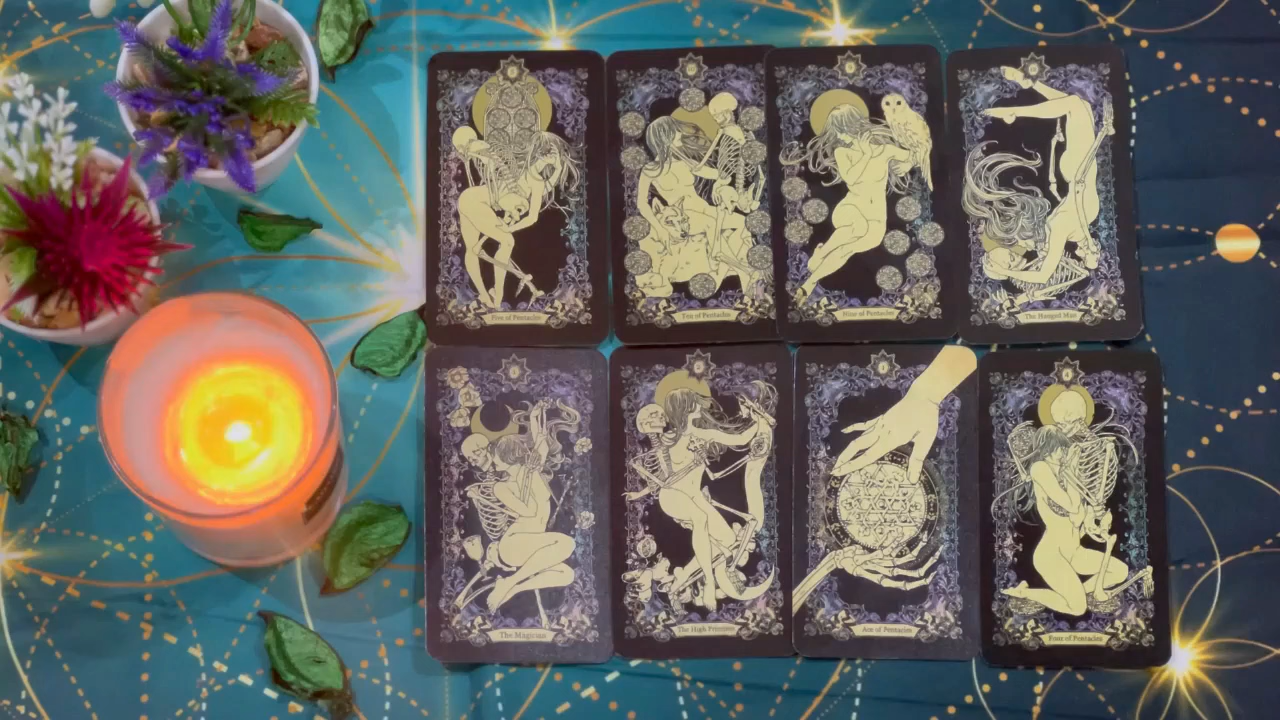 Five of Pentacles
Ten of Pentacles
Nine of Pentacles
The Hanged Man
The Magician
The High Priestess
Ace of Pentacles
Four of Pentacles